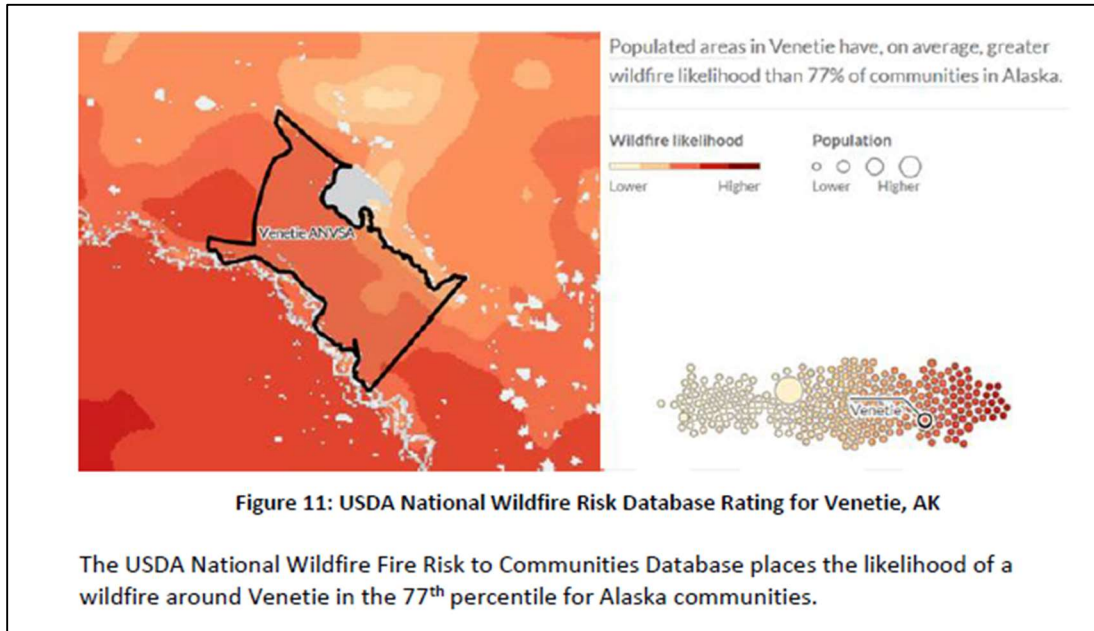 Populated areas in Venetie have, on average, greater
wildfire likelihood than 77% of communities in Alaska.
Wildfire likelihood
Population
Lower
Higher
Lower
Higher
Venetie ANVSA
Venetie
Figure 11: USDA National Wildfire Risk Database Rating for Venetie, AK
The USDA National Wildfire Fire Risk to Communities Database places the likelihood of a
wildfire around Venetie in the 77th percentile for Alaska communities.